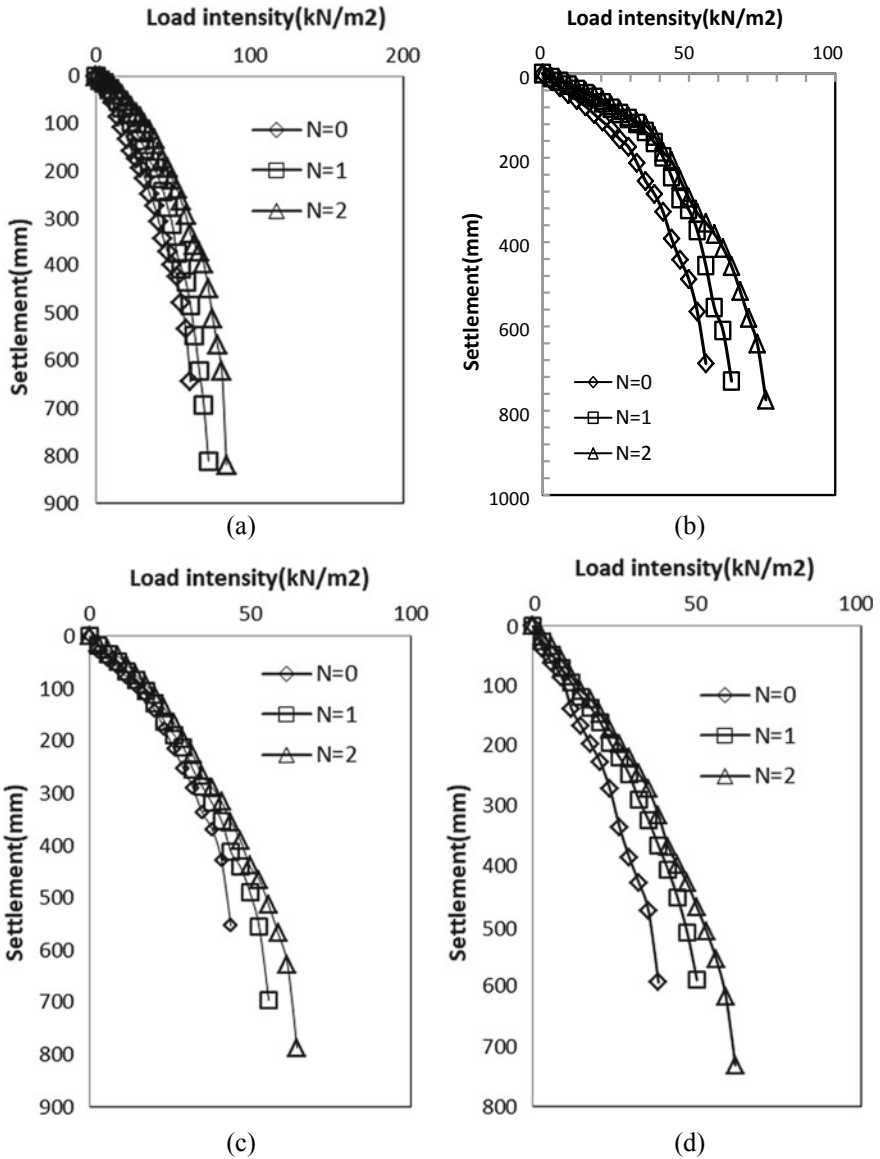 Load intensity(kN/m2)
0 100 200
0
100
200
300
400
500
600
700
800
900
Settlement(mm)
N=0
N=1
N=2
(a)
Load intensity(kN/m2)
0 50 100
0
200
400
600
800
1000
Settlement(mm)
N=0
N=1
N=2
(b)
Load intensity(kN/m2)
0 50 100
0
100
200
300
400
500
600
700
800
900
Settlement(mm)
N=0
N=1
N=2
(c)
Load intensity(kN/m2)
0 50 100
0
100
200
300
400
500
600
700
800
Settlement(mm)
N=0
N=1
N=2
(d)